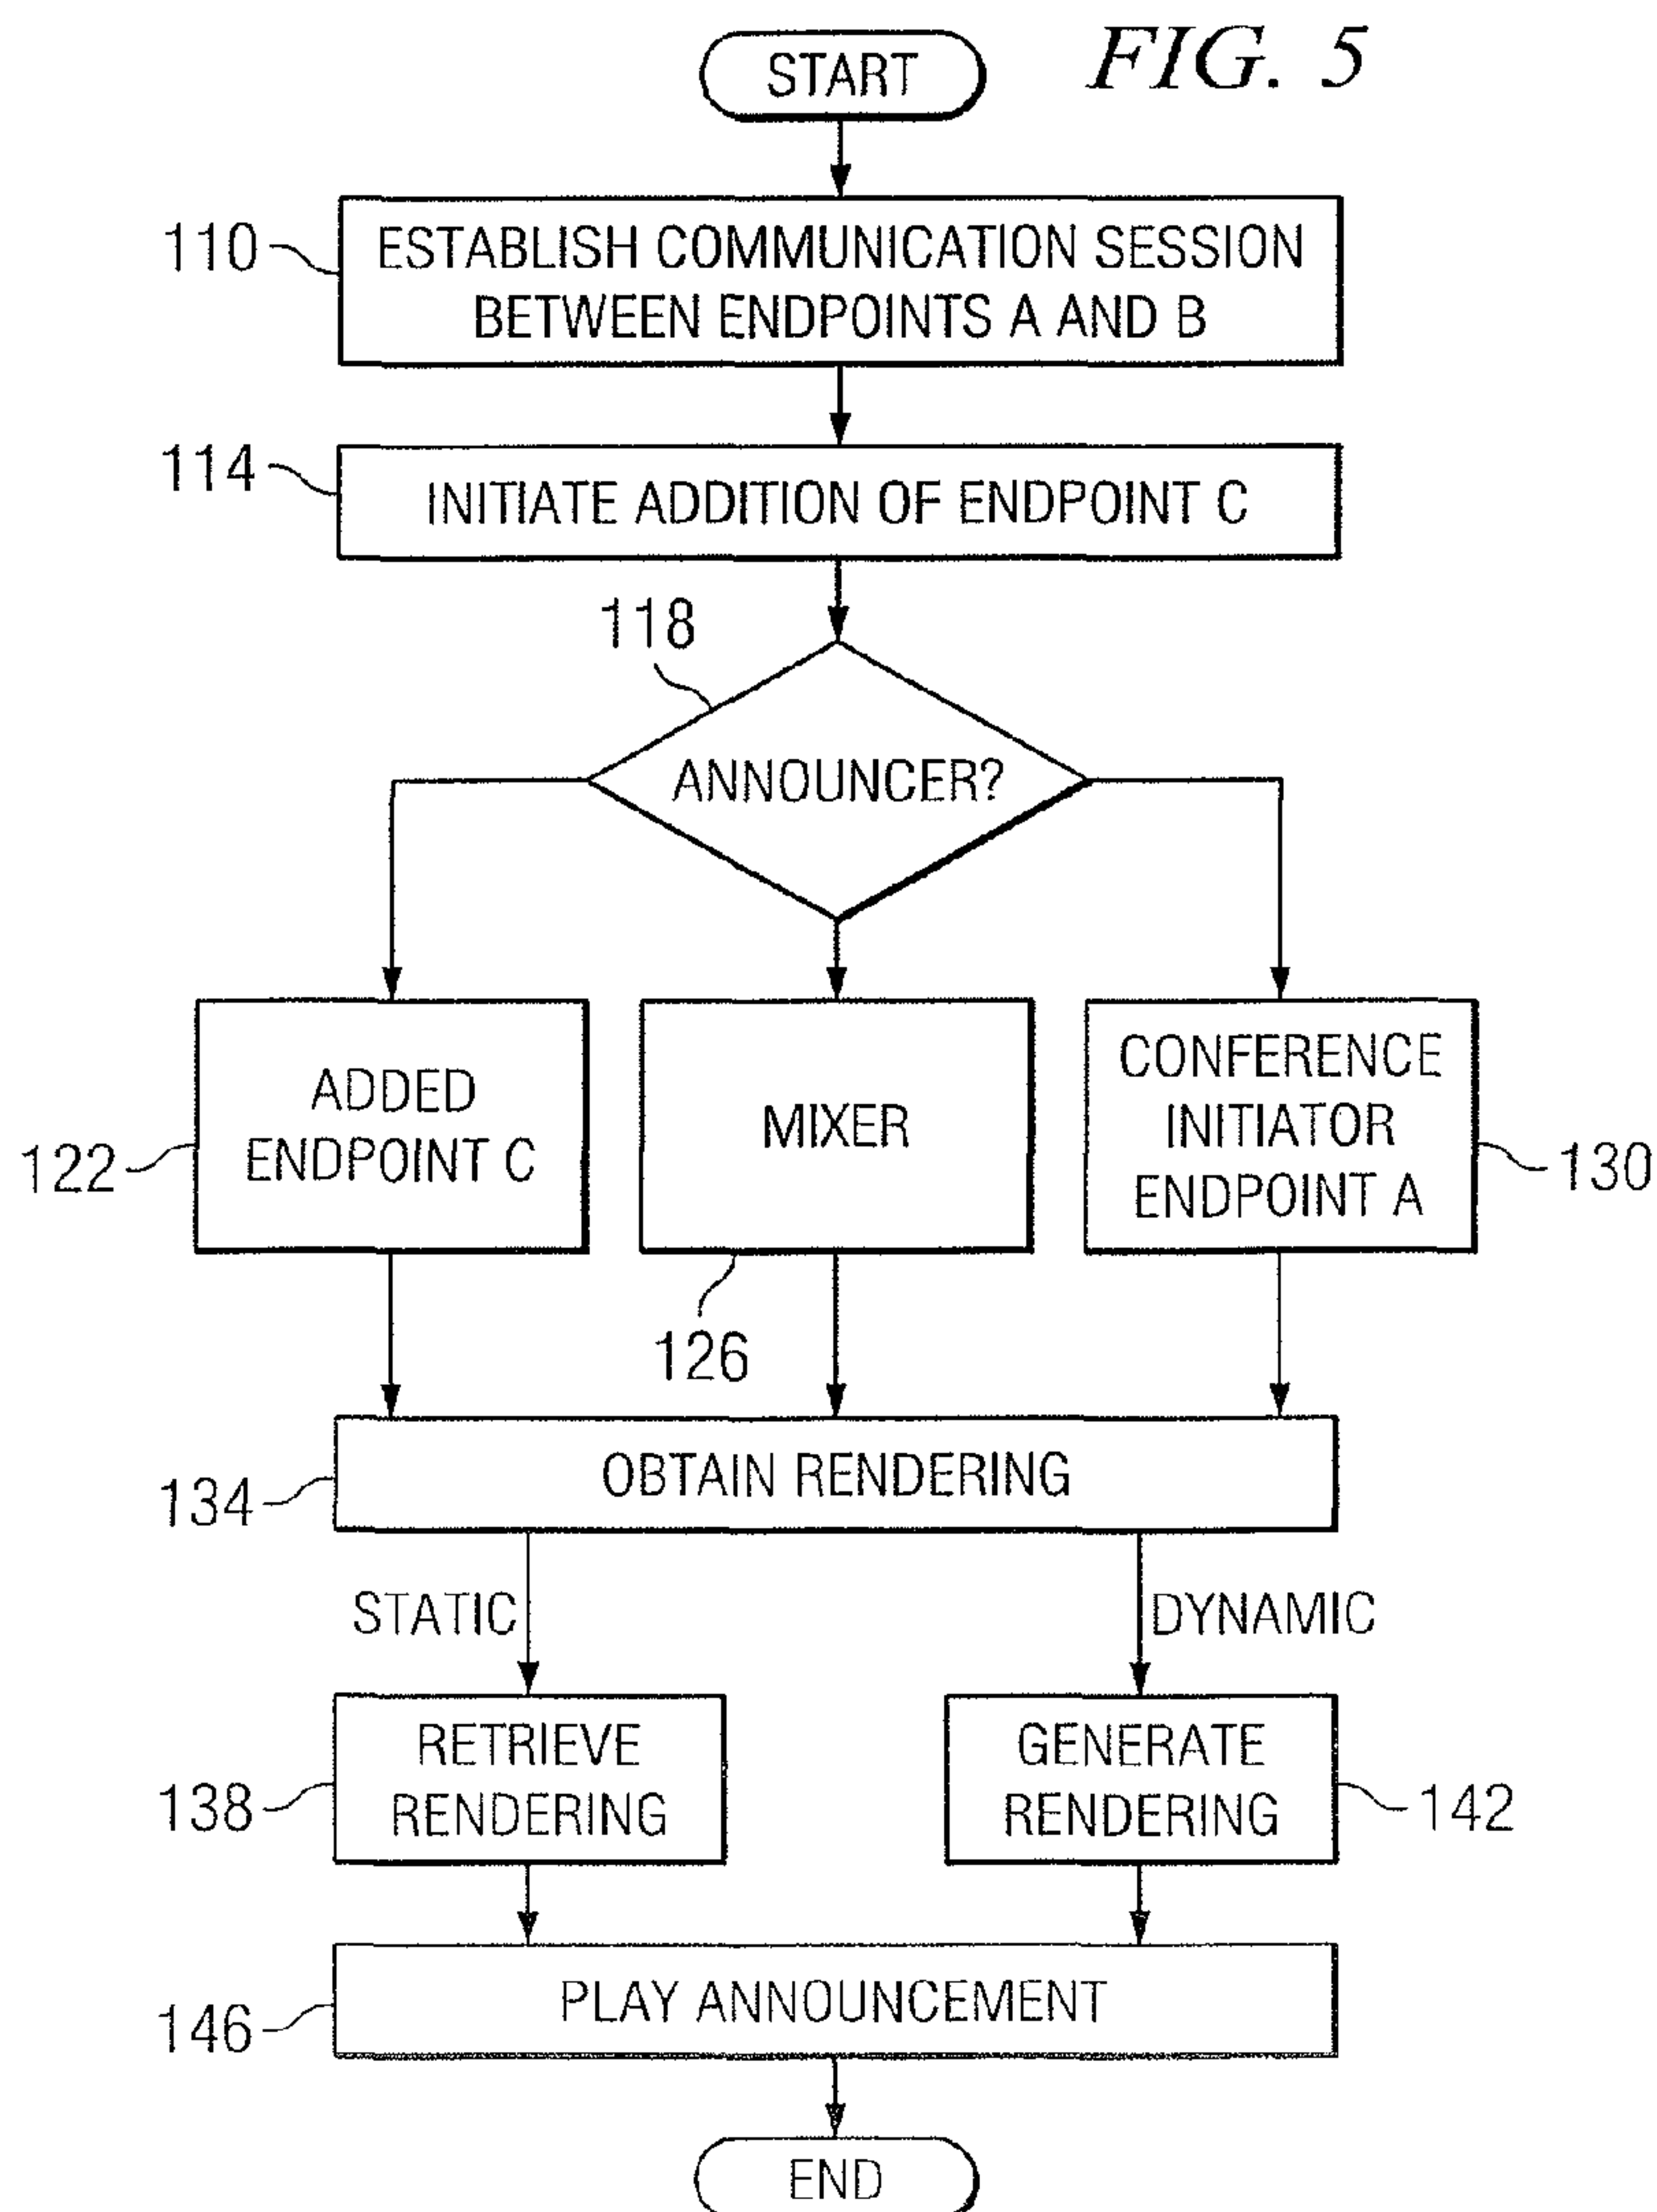 START
FIG. 5
110
ESTABLISH COMMUNICATION SESSION
BETWEEN ENDPOINTS A AND B
114
INITIATE ADDITION OF ENDPOINT C
118
ANNOUNCER?
122
ADDED
ENDPOINT C
MIXER
126
CONFERENCE
INITIATOR
ENDPOINT A
130
134
OBTAIN RENDERING
STATIC
DYNAMIC
138
RETRIEVE
RENDERING
GENERATE
RENDERING
142
146
PLAY ANNOUNCEMENT
END